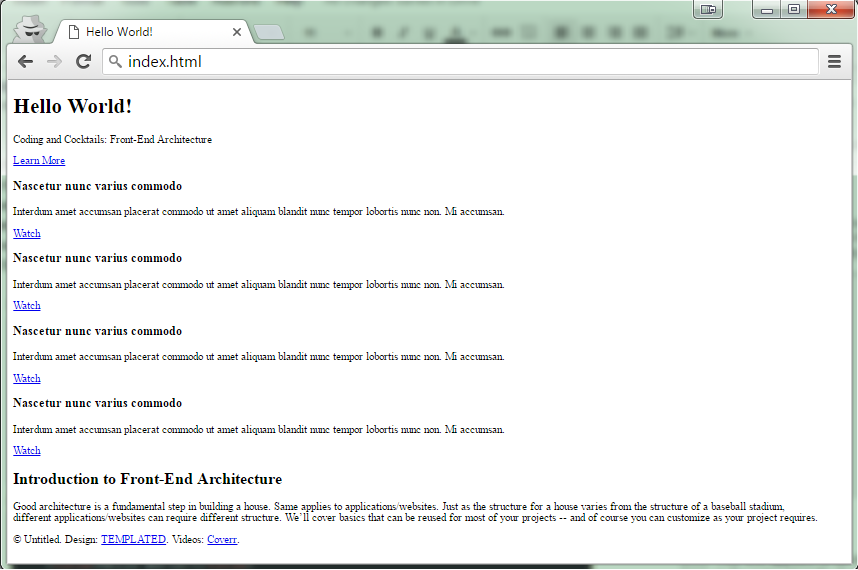 Hello World!
index.html
Hello World!
Coding and Cocktails: Front-End Architecture
Learn More
Nascetur nunc varius commodo
Interdum amet accumsan placerat commodo ut amet aliquam blandit nunc tempor lobortis nunc non. Mi accumsan.
Watch
Nascetur nunc varius commodo
Interdum amet accumsan placerat commodo ut amet aliquam blandit nunc tempor lobortis nunc non. Mi accumsan.
Watch
Nascetur nunc varius commodo
Interdum amet accumsan placerat commodo ut amet aliquam blandit nunc tempor lobortis nunc non. Mi accumsan.
Watch
Nascetur nunc varius commodo
Interdum amet accumsan placerat commodo ut amet aliquam blandit nunc tempor lobortis nunc non. Mi accumsan.
Watch
Introduction to Front-End Architecture
Good architecture is a fundamental step in building a house. Same applies to applications/websites. Just as the structure for a house varies from the structure of a baseball stadium,
different applications/websites can require different structure. We’ll cover basics that can be reused for most of your projects -- and of course you can customize as your project requires.
© Untitled. Design: TEMPLATED. Videos: Coverr.